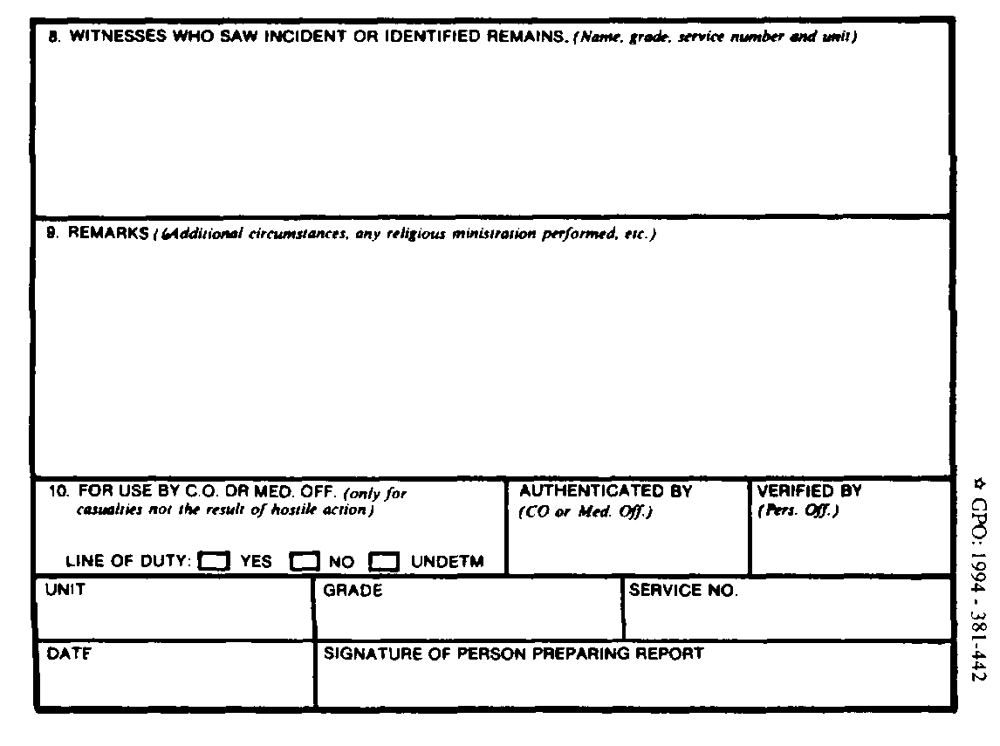 8. WITNESSES WHO SAW INCIDENT OR IDENTIFIED REMAINS. (Name, grade, service number and unit)
9. REMARKS (Additional circumstances, any religious ministration performed, etc.)
10. FOR USE BY C.O. OR MED. OFF. (only for
casualties not the result of hostile action)
LINE OF DUTY: YES NO UNDETM
AUTHENTICATED BY
(CO or Med. Off.)
VERIFIED BY
(Pers. Off.)
UNIT
GRADE
SERVICE NO.
DATE
SIGNATURE OF PERSON PREPARING REPORT
☆ GPO: 1994 - 381-442